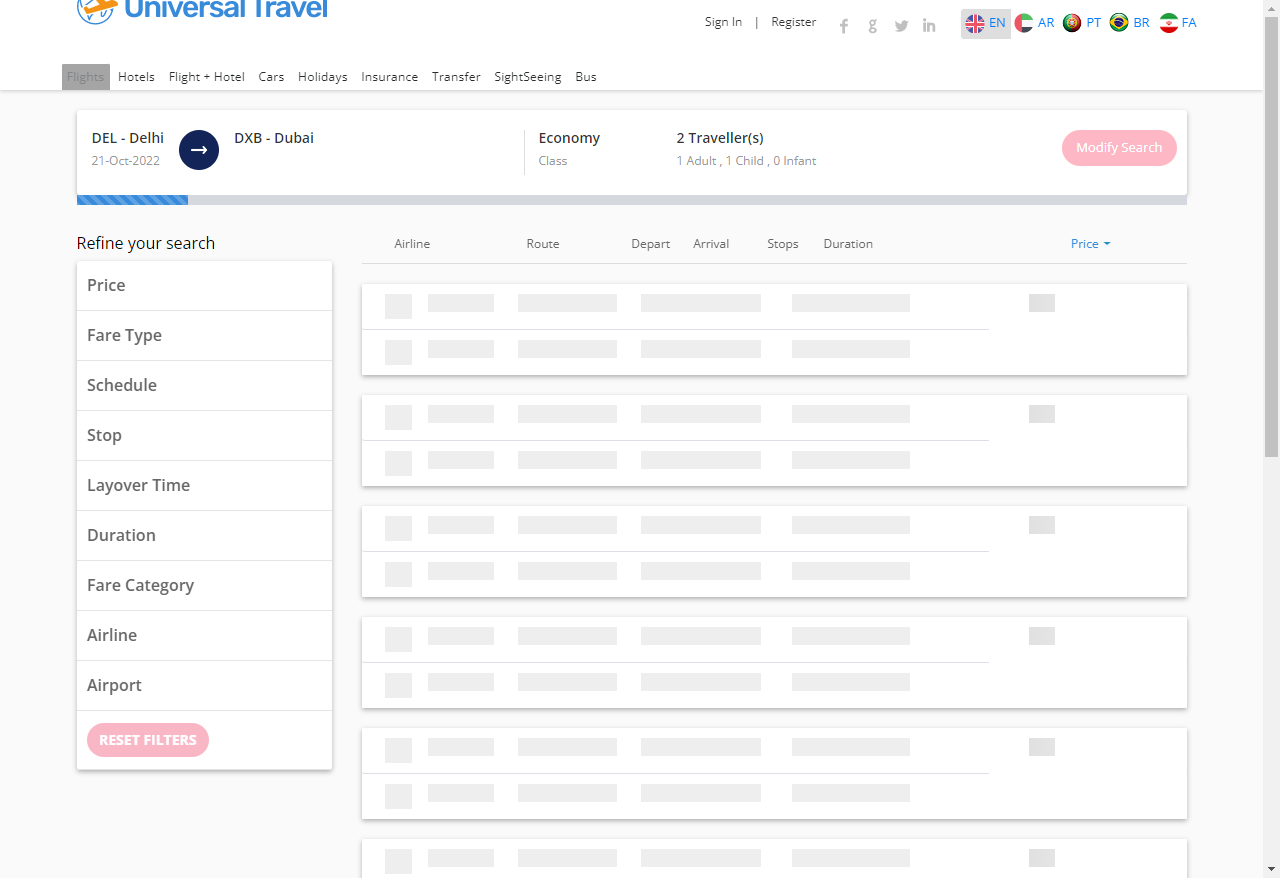 Universal Travel
Sign In | Register
EN AR PT BR FA
Flights Hotels Flight + Hotel Cars Holidays Insurance Transfer SightSeeing Bus
DEL - Delhi → DXB - Dubai Economy 2 Traveller(s)
21-Oct-2022 Class 1 Adult , 1 Child , 0 Infant
Modify Search
Refine your search
Airline Route Depart Arrival Stops Duration Price
Price
Fare Type
Schedule
Stop
Layover Time
Duration
Fare Category
Airline
Airport
RESET FILTERS